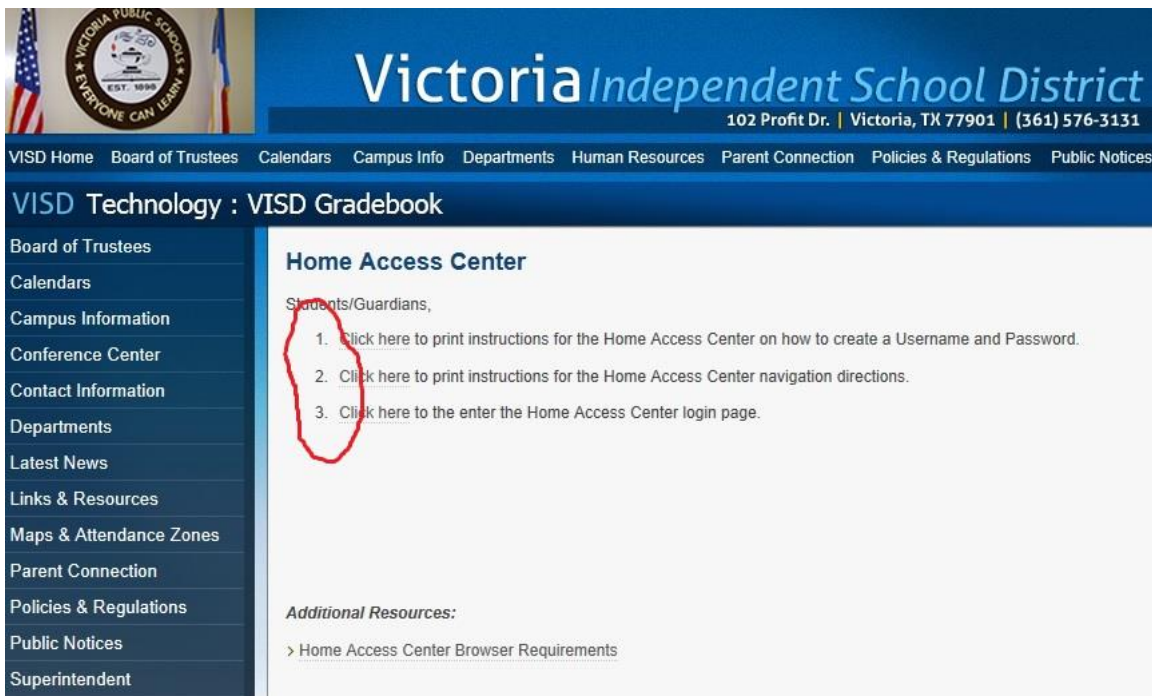 VICTORIA PUBLIC SCHOOLS
EST. 1898
EVERYONE CAN LEARN
Victoria Independent School District
102 Profit Dr. | Victoria, TX 77901 | (361) 576-3131
VISD Home Board of Trustees Calendars Campus Info Departments Human Resources Parent Connection Policies & Regulations Public Notices
VISD Technology : VISD Gradebook
Board of Trustees
Calendars
Campus Information
Conference Center
Contact Information
Departments
Latest News
Links & Resources
Maps & Attendance Zones
Parent Connection
Policies & Regulations
Public Notices
Superintendent
Home Access Center
Students/Guardians,
1. Click here to print instructions for the Home Access Center on how to create a Username and Password.
2. Click here to print instructions for the Home Access Center navigation directions.
3. Click here to the enter the Home Access Center login page.
Additional Resources:
> Home Access Center Browser Requirements